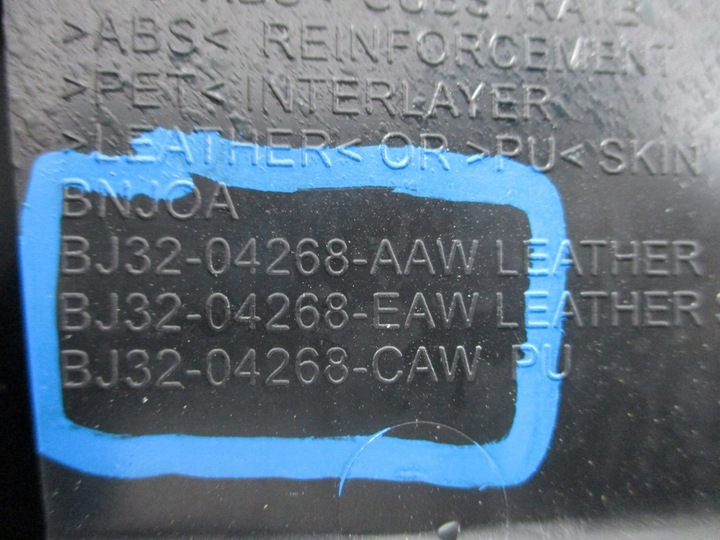 SUBSTRATE
>ABS< REINFORCEMENT
>PET< INTERLAYER
>LEATHER< OR >PU< SKIN
BNJOA
BJ32-04268-AAW LEATHER
BJ32-04268-EAW LEATHER
BJ32-04268-CAW PU